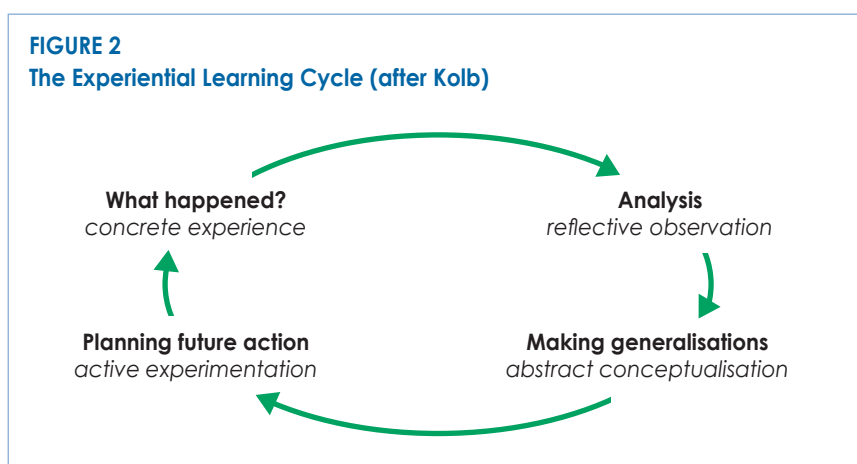 FIGURE 2
The Experiential Learning Cycle (after Kolb)
What happened?
concrete experience
Analysis
reflective observation
Planning future action
active experimentation
Making generalisations
abstract conceptualisation